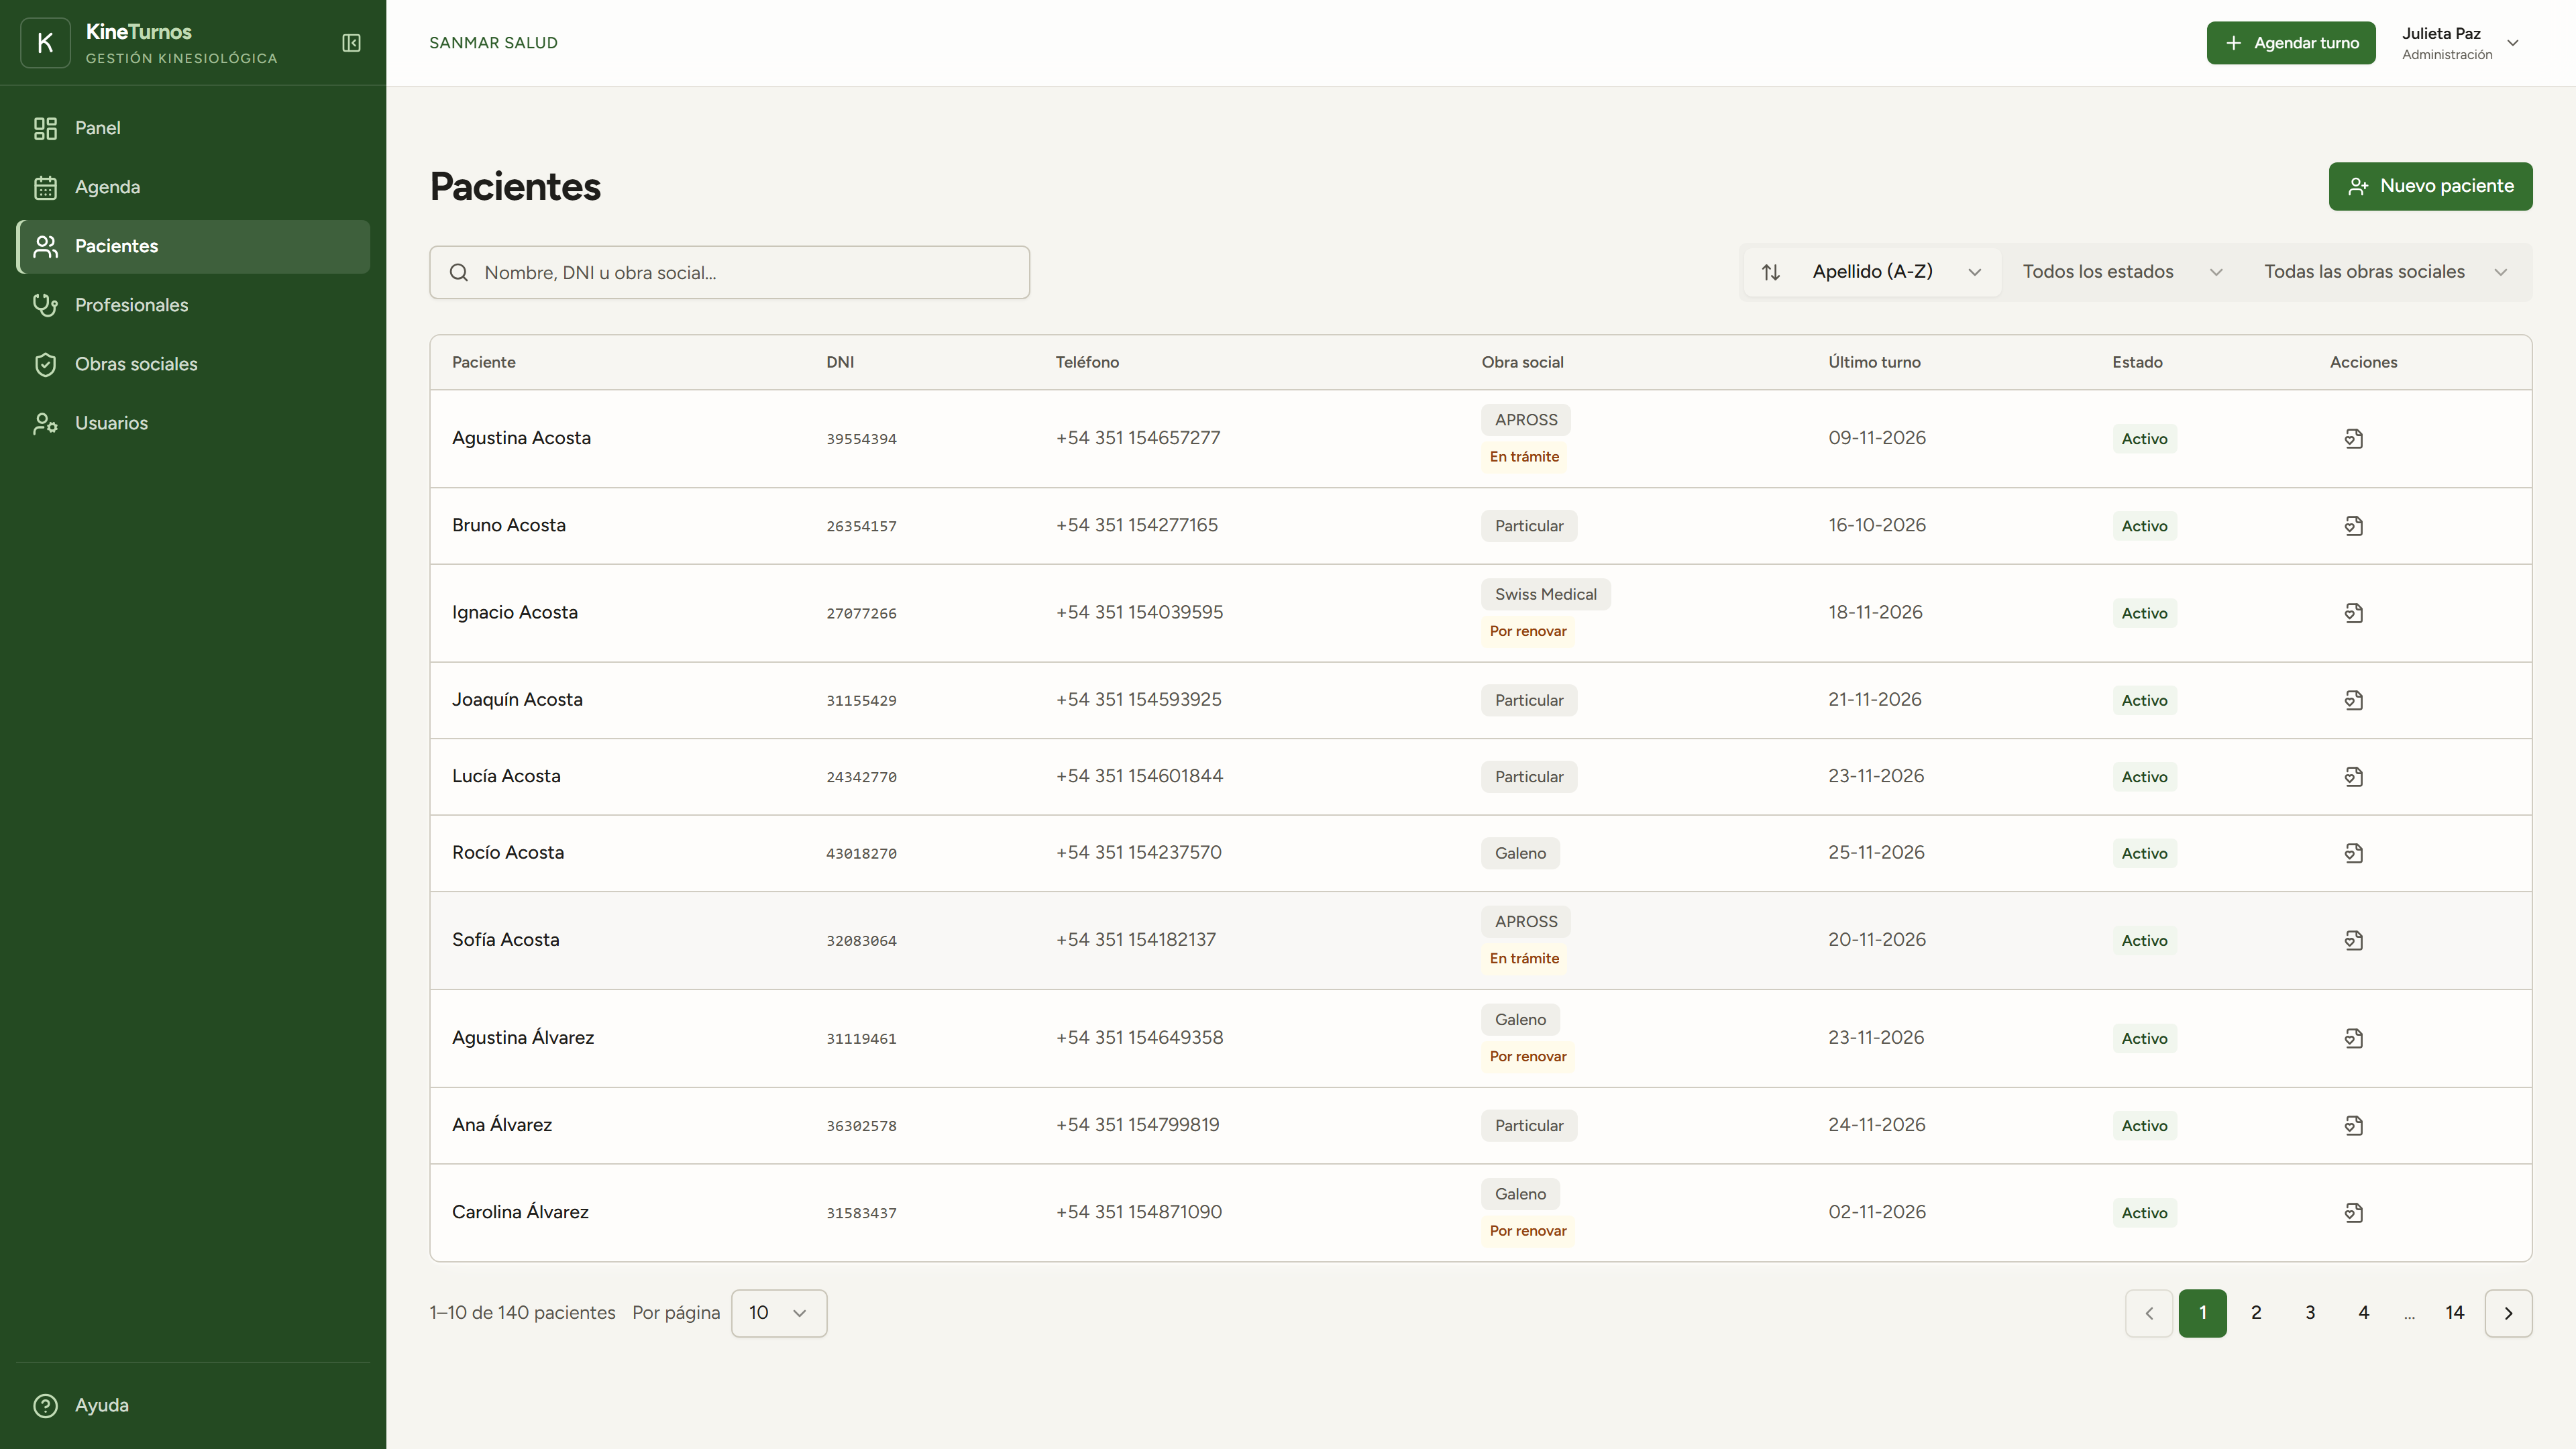 K
KineTurnos
GESTIÓN KINESIOLÓGICA
Panel
Agenda
Pacientes
Profesionales
Obras sociales
Usuarios
Ayuda
SANMAR SALUD
Agendar turno
Julieta Paz
Administración
Pacientes
Nuevo paciente
Nombre, DNI u obra social...
Apellido (A-Z) Todos los estados Todas las obras sociales
Paciente DNI Teléfono Obra social Último turno Estado Acciones
Agustina Acosta 39554394 +54 351 154657277 APROSS 09-11-2026 Activo
En trámite
Bruno Acosta 26354157 +54 351 154277165 Particular 16-10-2026 Activo
Ignacio Acosta 27077266 +54 351 154039595 Swiss Medical 18-11-2026 Activo
Por renovar
Joaquín Acosta 31155429 +54 351 154593925 Particular 21-11-2026 Activo
Lucía Acosta 24342770 +54 351 154601844 Particular 23-11-2026 Activo
Rocío Acosta 43018270 +54 351 154237570 Galeno 25-11-2026 Activo
Sofía Acosta 32083064 +54 351 154182137 APROSS 20-11-2026 Activo
En trámite
Agustina Álvarez 31119461 +54 351 154649358 Galeno 23-11-2026 Activo
Por renovar
Ana Álvarez 36302578 +54 351 154799819 Particular 24-11-2026 Activo
Carolina Álvarez 31583437 +54 351 154871090 Galeno 02-11-2026 Activo
Por renovar
1–10 de 140 pacientes Por página 10
1 2 3 4 ... 14